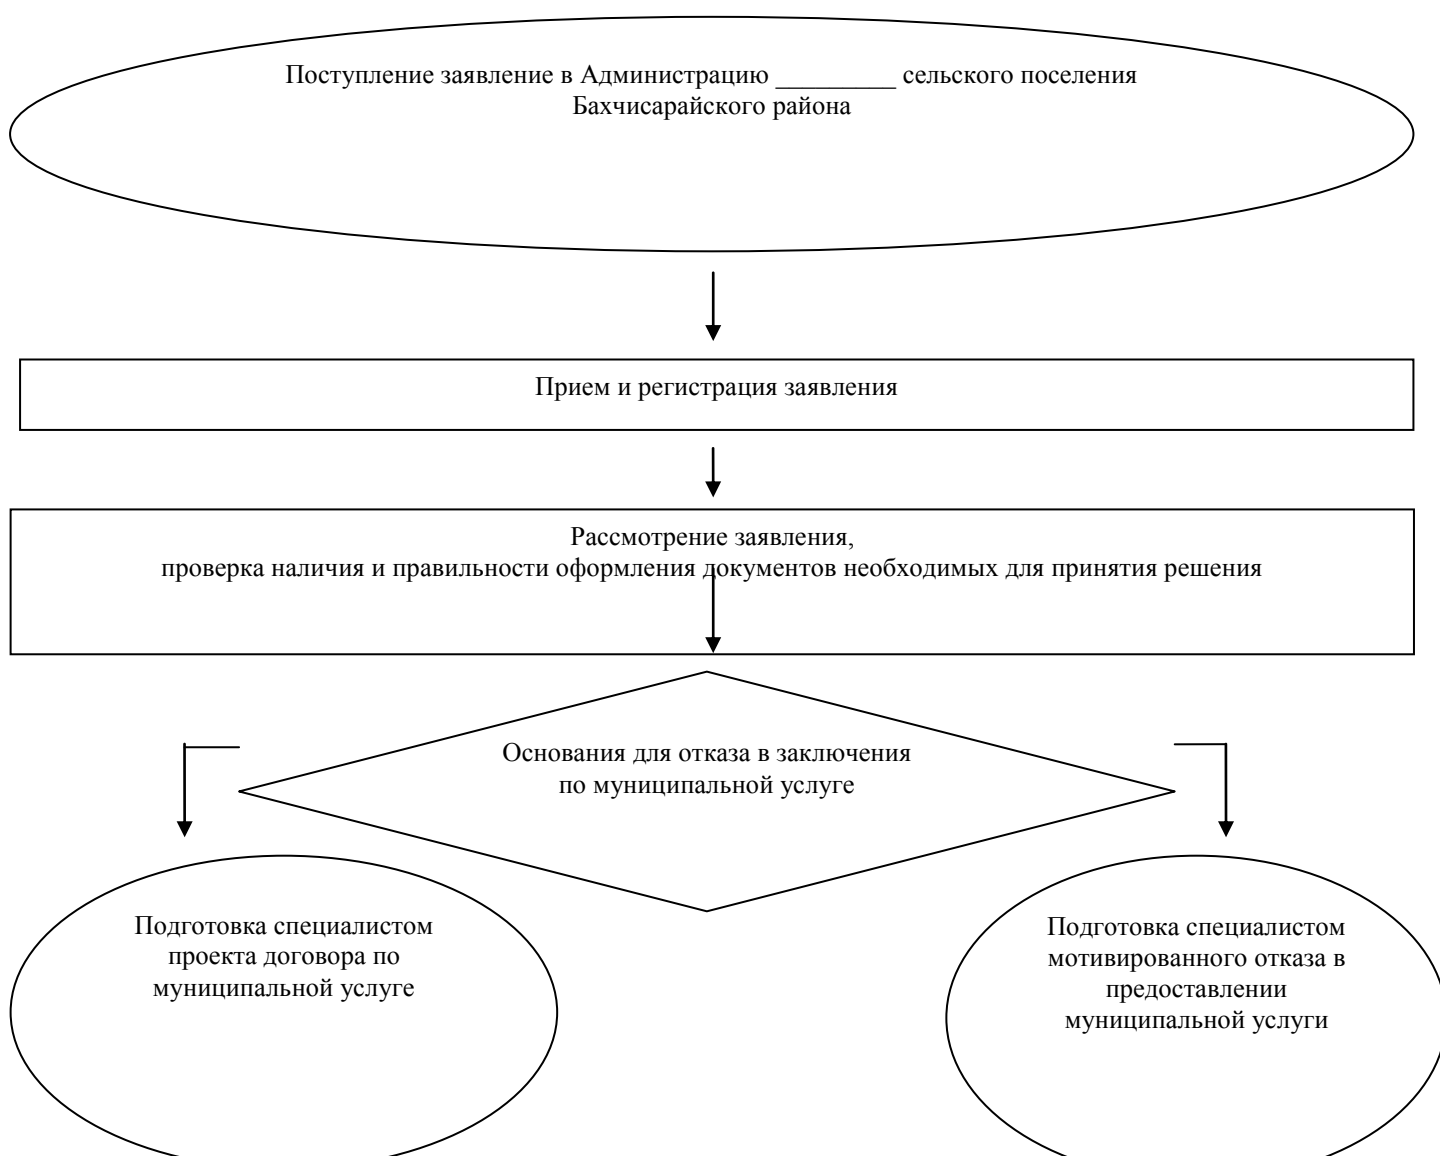 Поступление заявление в Администрацию _________ сельского поселения
Бахчисарайского района
Прием и регистрация заявления
Рассмотрение заявления,
проверка наличия и правильности оформления документов необходимых для принятия решения
Основания для отказа в заключения
по муниципальной услуге
Подготовка специалистом
проекта договора по
муниципальной услуге
Подготовка специалистом
мотивированного отказа в
предоставлении
муниципальной услуги